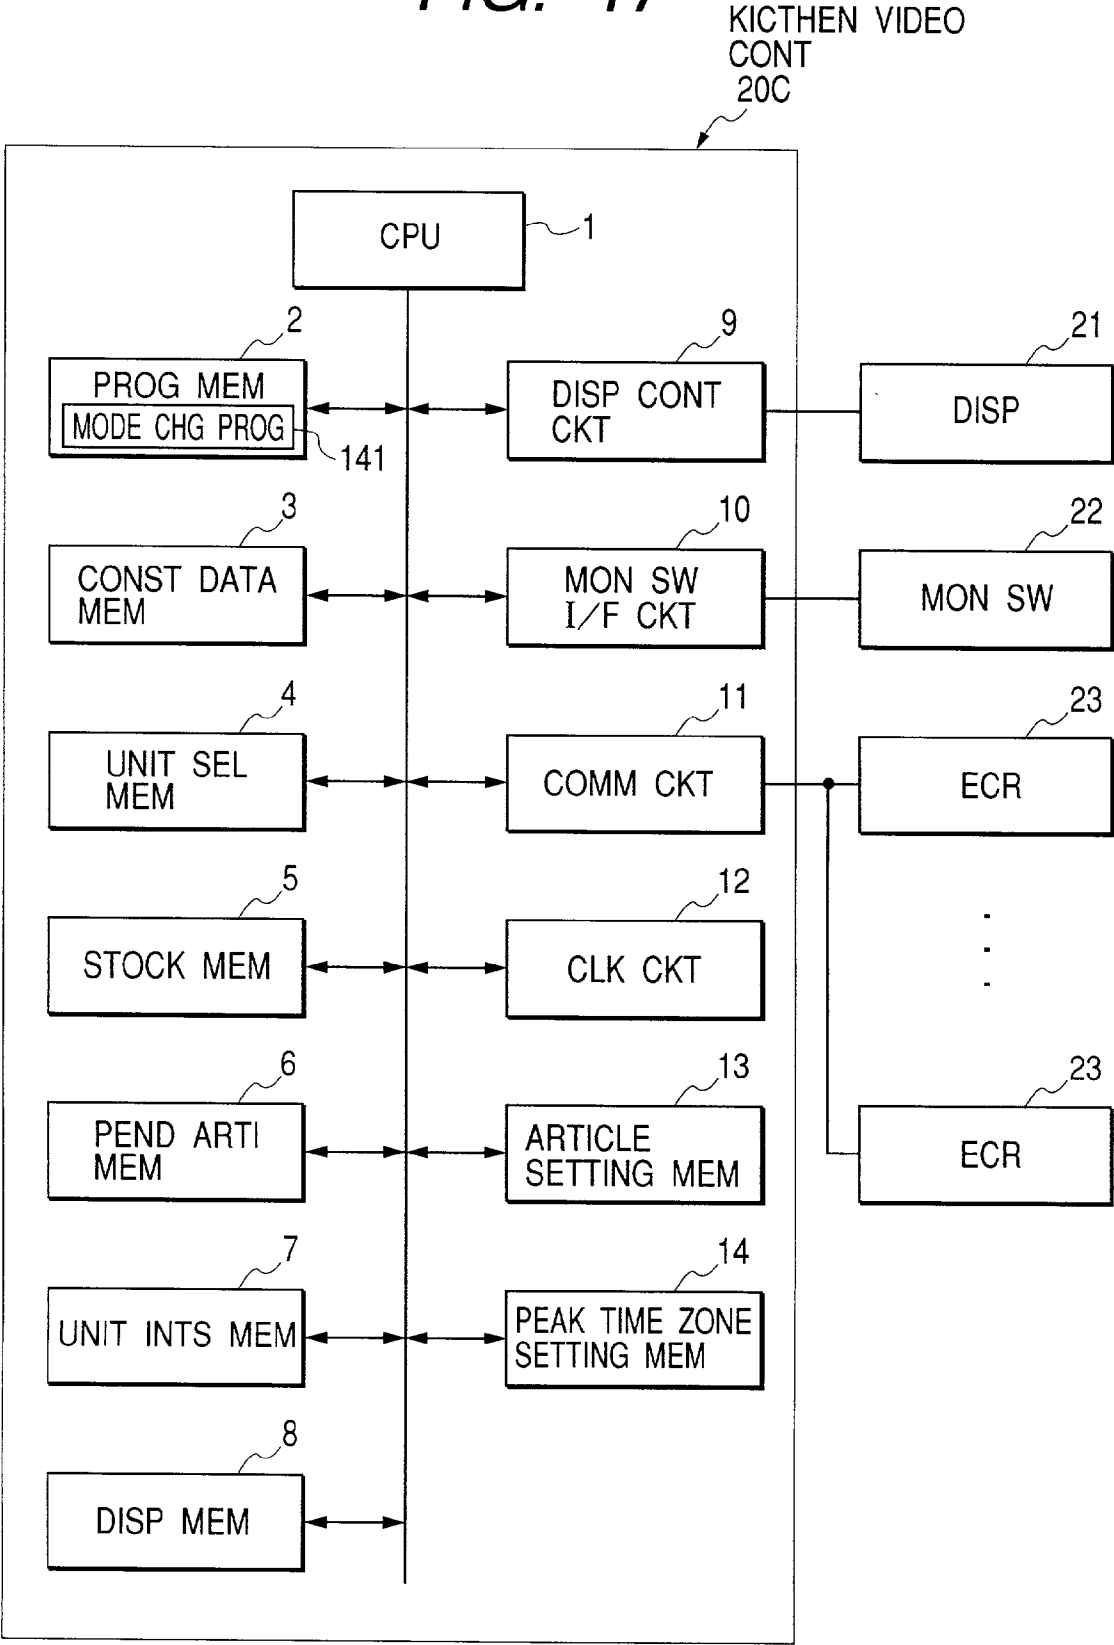 FIG. 17
KICTHEN VIDEO
CONT
20C
CPU
1
2
PROG MEM
MODE CHG PROG
141
9
DISP CONT
CKT
21
DISP
3
CONST DATA
MEM
10
MON SW
I/F CKT
22
MON SW
4
UNIT SEL
MEM
11
COMM CKT
23
ECR
5
STOCK MEM
12
CLK CKT
6
PEND ARTI
MEM
13
ARTICLE
SETTING MEM
23
ECR
7
UNIT INTS MEM
14
PEAK TIME ZONE
SETTING MEM
8
DISP MEM